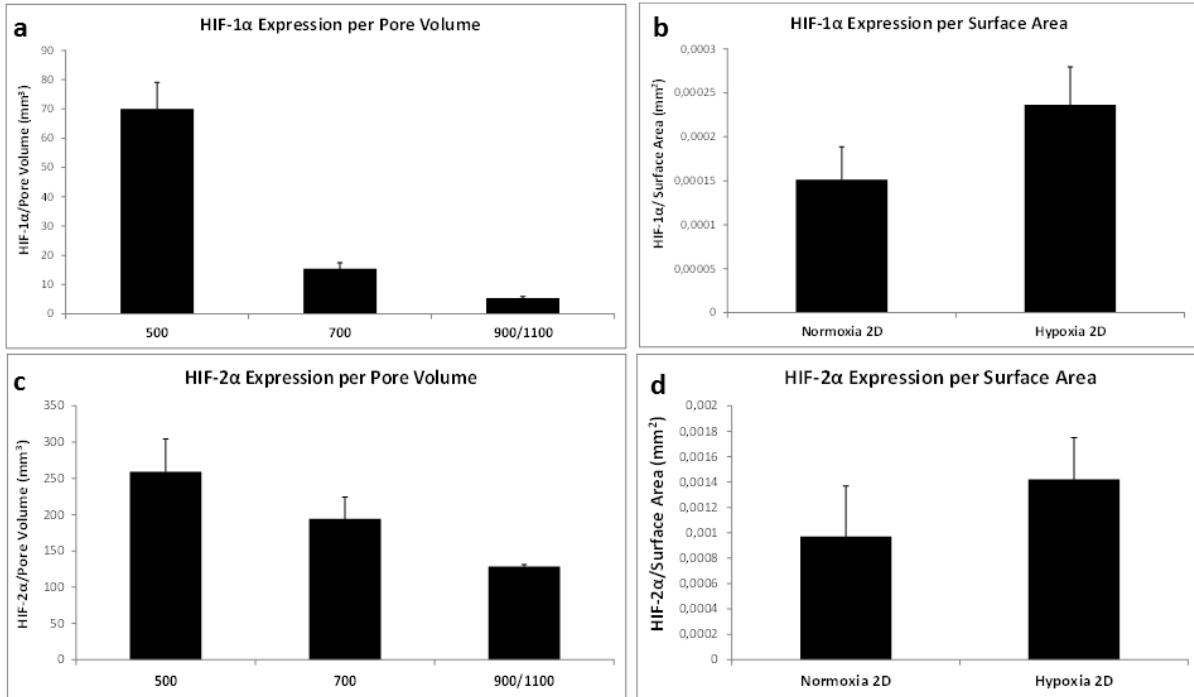 a
HIF-1α Expression per Pore Volume
HIF-1α/Pore Volume (mm³)
90
80
70
60
50
40
30
20
10
0
500 700 900/1100
b
HIF-1α Expression per Surface Area
HIF-1α/ Surface Area (mm²)
0,0003
0,00025
0,0002
0,00015
0,0001
0,00005
0
Normoxia 2D Hypoxia 2D
c
HIF-2α Expression per Pore Volume
HIF-2α/Pore Volume (mm³)
350
300
250
200
150
100
50
0
500 700 900/1100
d
HIF-2α Expression per Surface Area
HIF-2α/Surface Area (mm²)
0,002
0,0018
0,0016
0,0014
0,0012
0,001
0,0008
0,0006
0,0004
0,0002
0
Normoxia 2D Hypoxia 2D